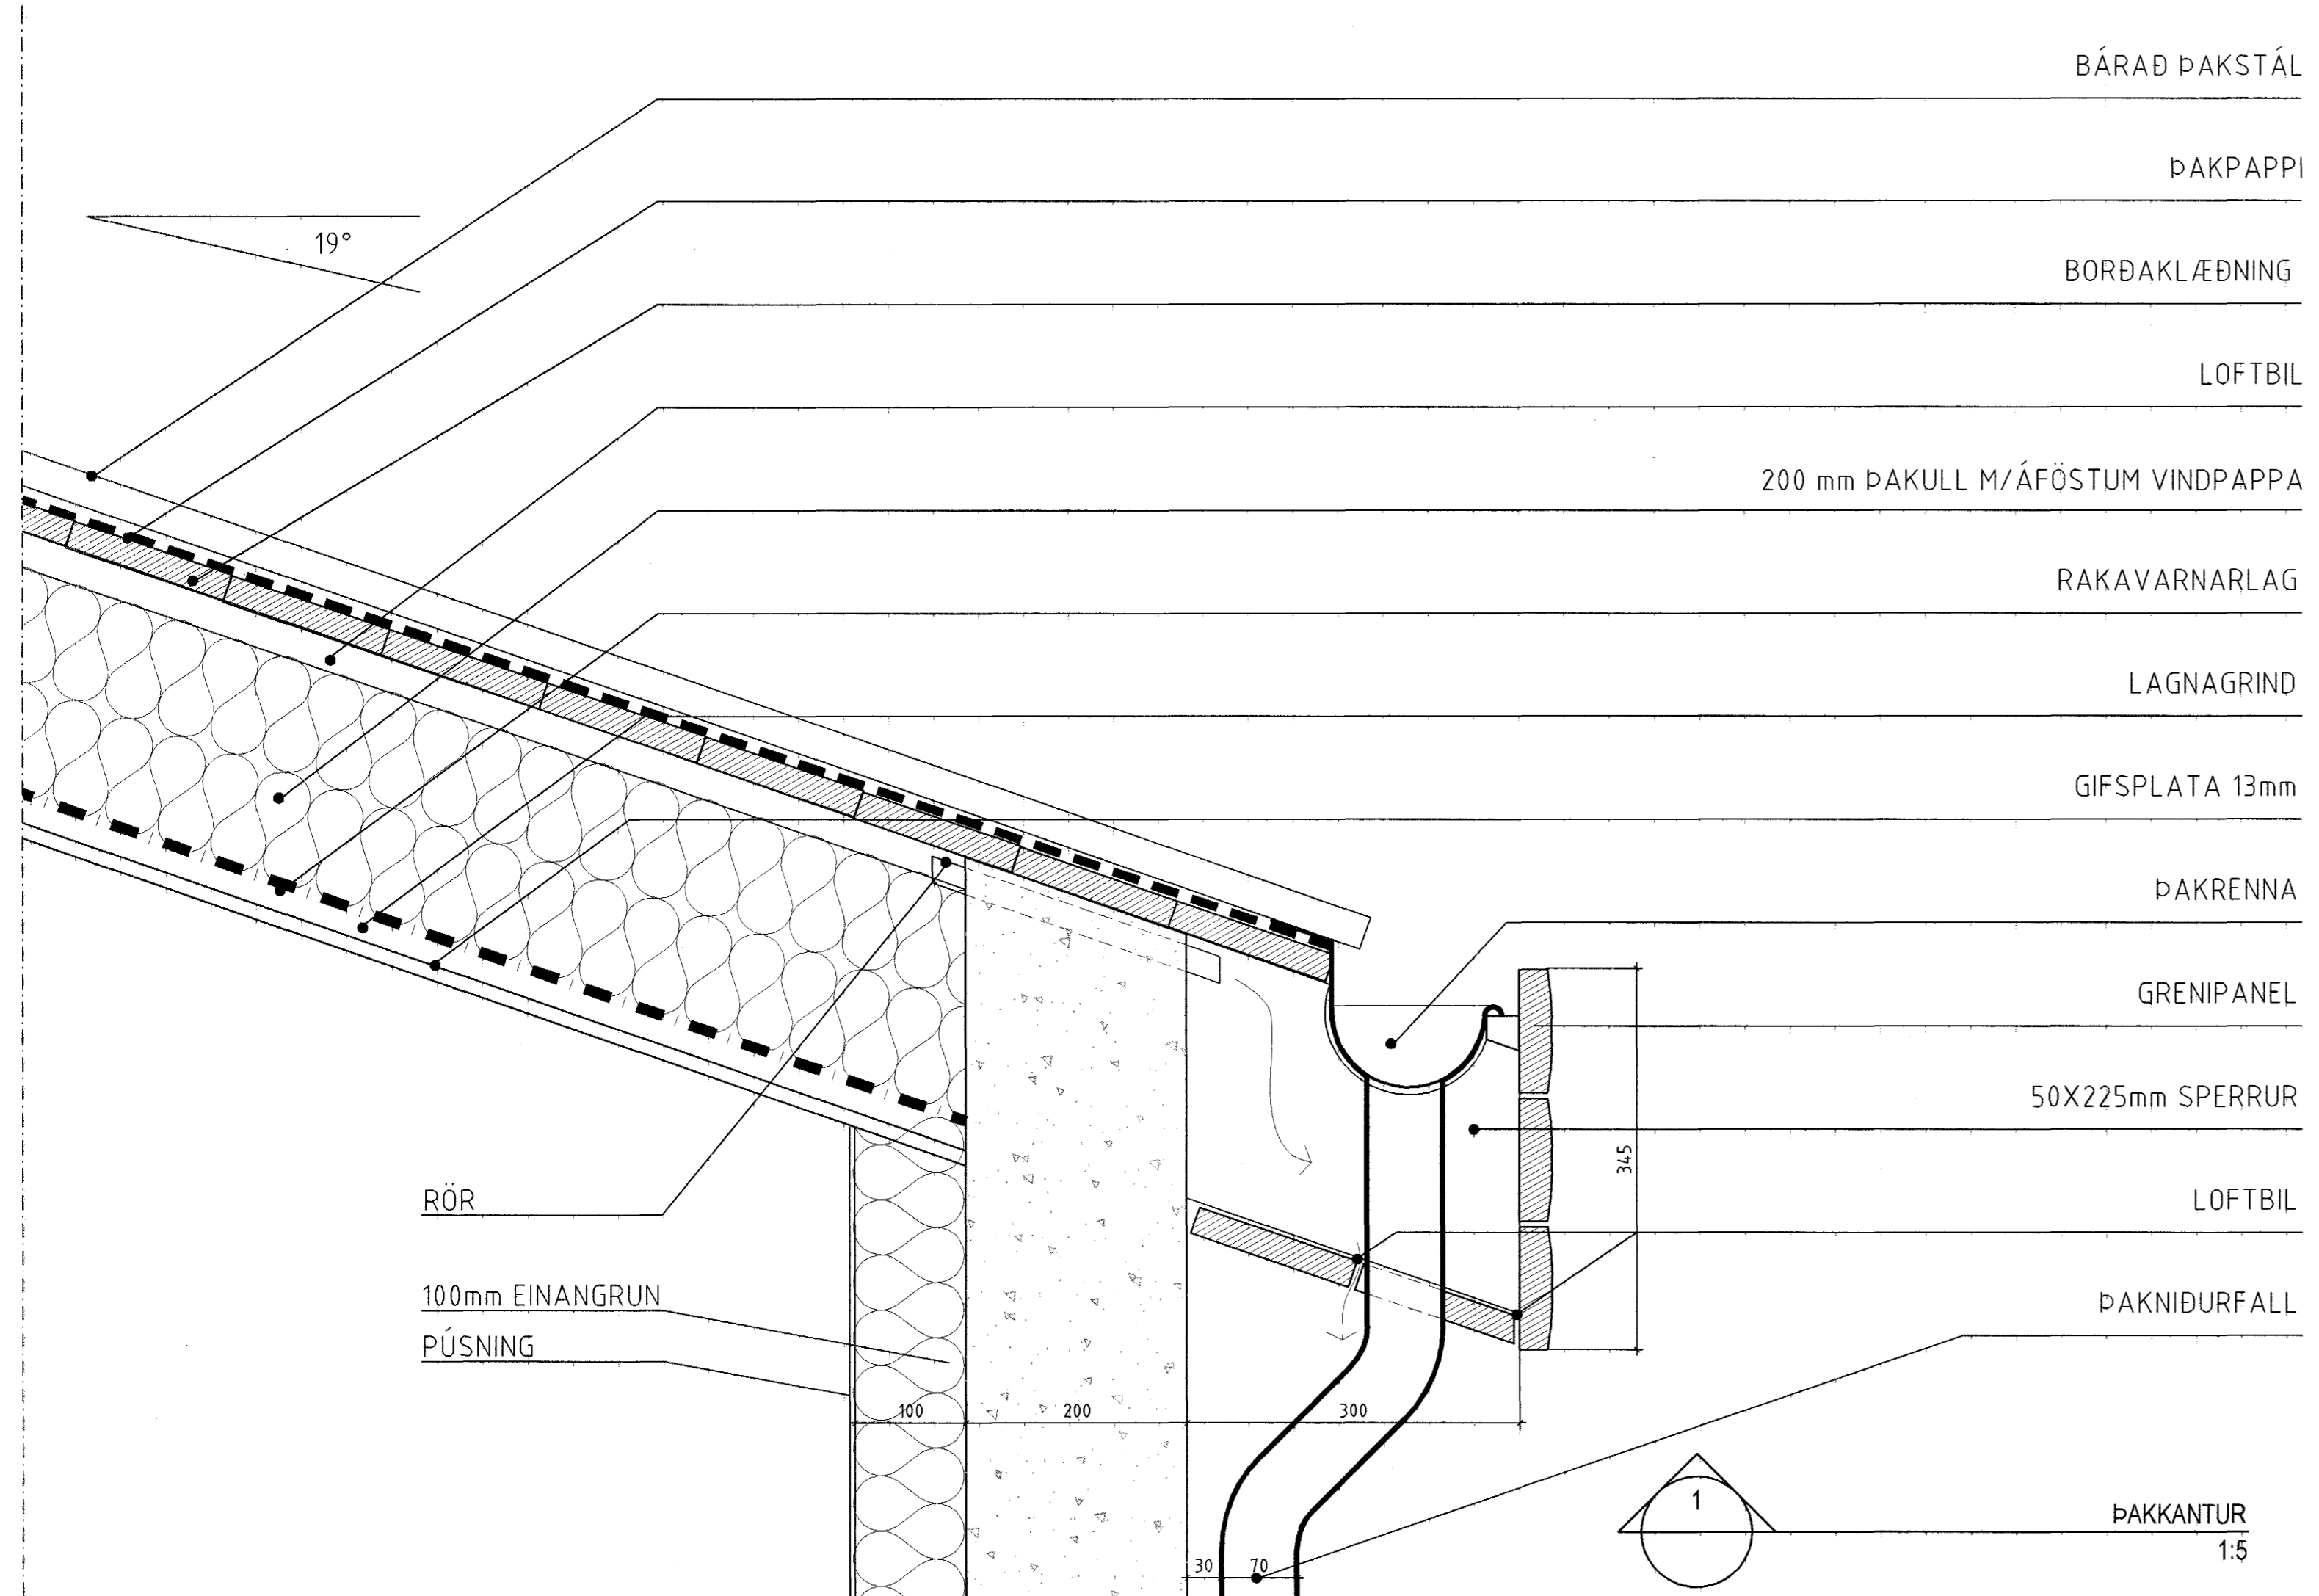 BÁRAÐ ÞAKSTÁL
ÞAKPAPPI
19°
BORÐAKLÆÐNING
LOFTBIL
200 mm ÞAKULL M/ÁFÖSTUM VINDPAPPA
RAKAVARNARLAG
LAGNAGRIND
GIFSPLATA 13mm
ÞAKRENNA
GRENIPANEL
50X225mm SPERRUR
345
LOFTBIL
RÖR
100mm EINANGRUN
ÞAKNIÐURFALL
PÚSNING
100
200
300
1
ÞAKKANTUR
1:5
30
70